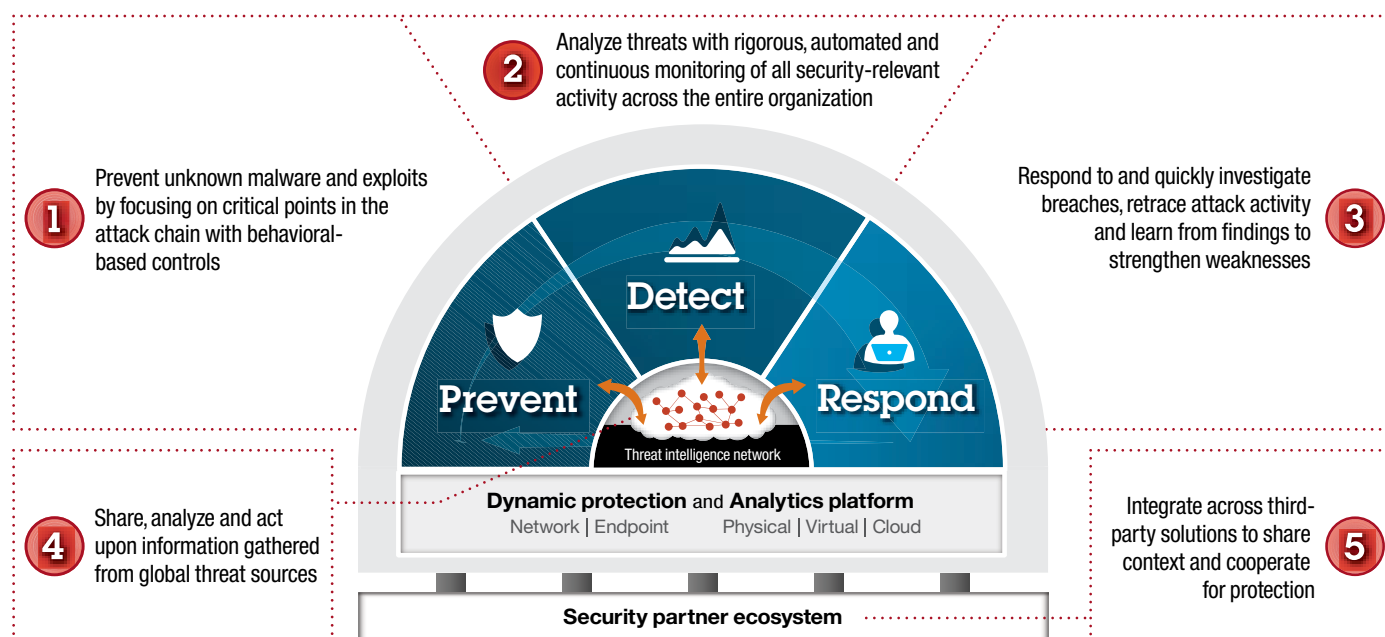 2
Analyze threats with rigorous, automated and
continuous monitoring of all security-relevant
activity across the entire organization
1
Prevent unknown malware and exploits
by focusing on critical points in the
attack chain with behavioral-
based controls
Respond to and quickly investigate
breaches, retrace attack activity
and learn from findings to
strengthen weaknesses
3
Detect
Prevent
Respond
Threat intelligence network
Dynamic protection and Analytics platform
Network | Endpoint Physical | Virtual | Cloud
4
Share, analyze and act
upon information gathered
from global threat sources
Integrate across third-
party solutions to share
context and cooperate
for protection
5
Security partner ecosystem